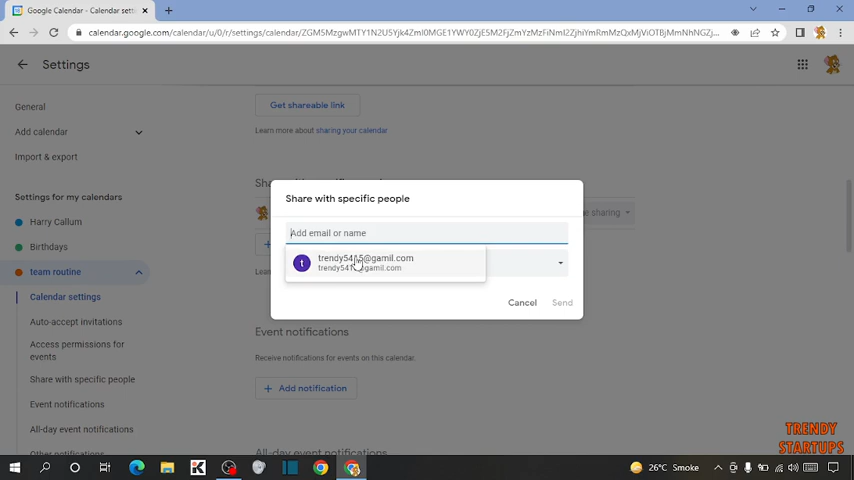 Google Calendar - Calendar setti
calendar.google.com/calendar/u/0/r/settings/calendar/
Settings
General
Get shareable link
Add calendar
Learn more about sharing your calendar
Import & export
Settings for my calendars
Share with specific people
Harry Callum
Add email or name
Birthdays
trendy5415@gamil.com
@gamil.com
team routine
Calendar settings
Cancel Send
Auto-accept invitations
Event notifications
Access permissions for
events
Receive notifications for events on this calendar.
Share with specific people
+ Add notification
Event notifications
All-day event notifications
TRENDY
STARTUPS
26°C Smoke